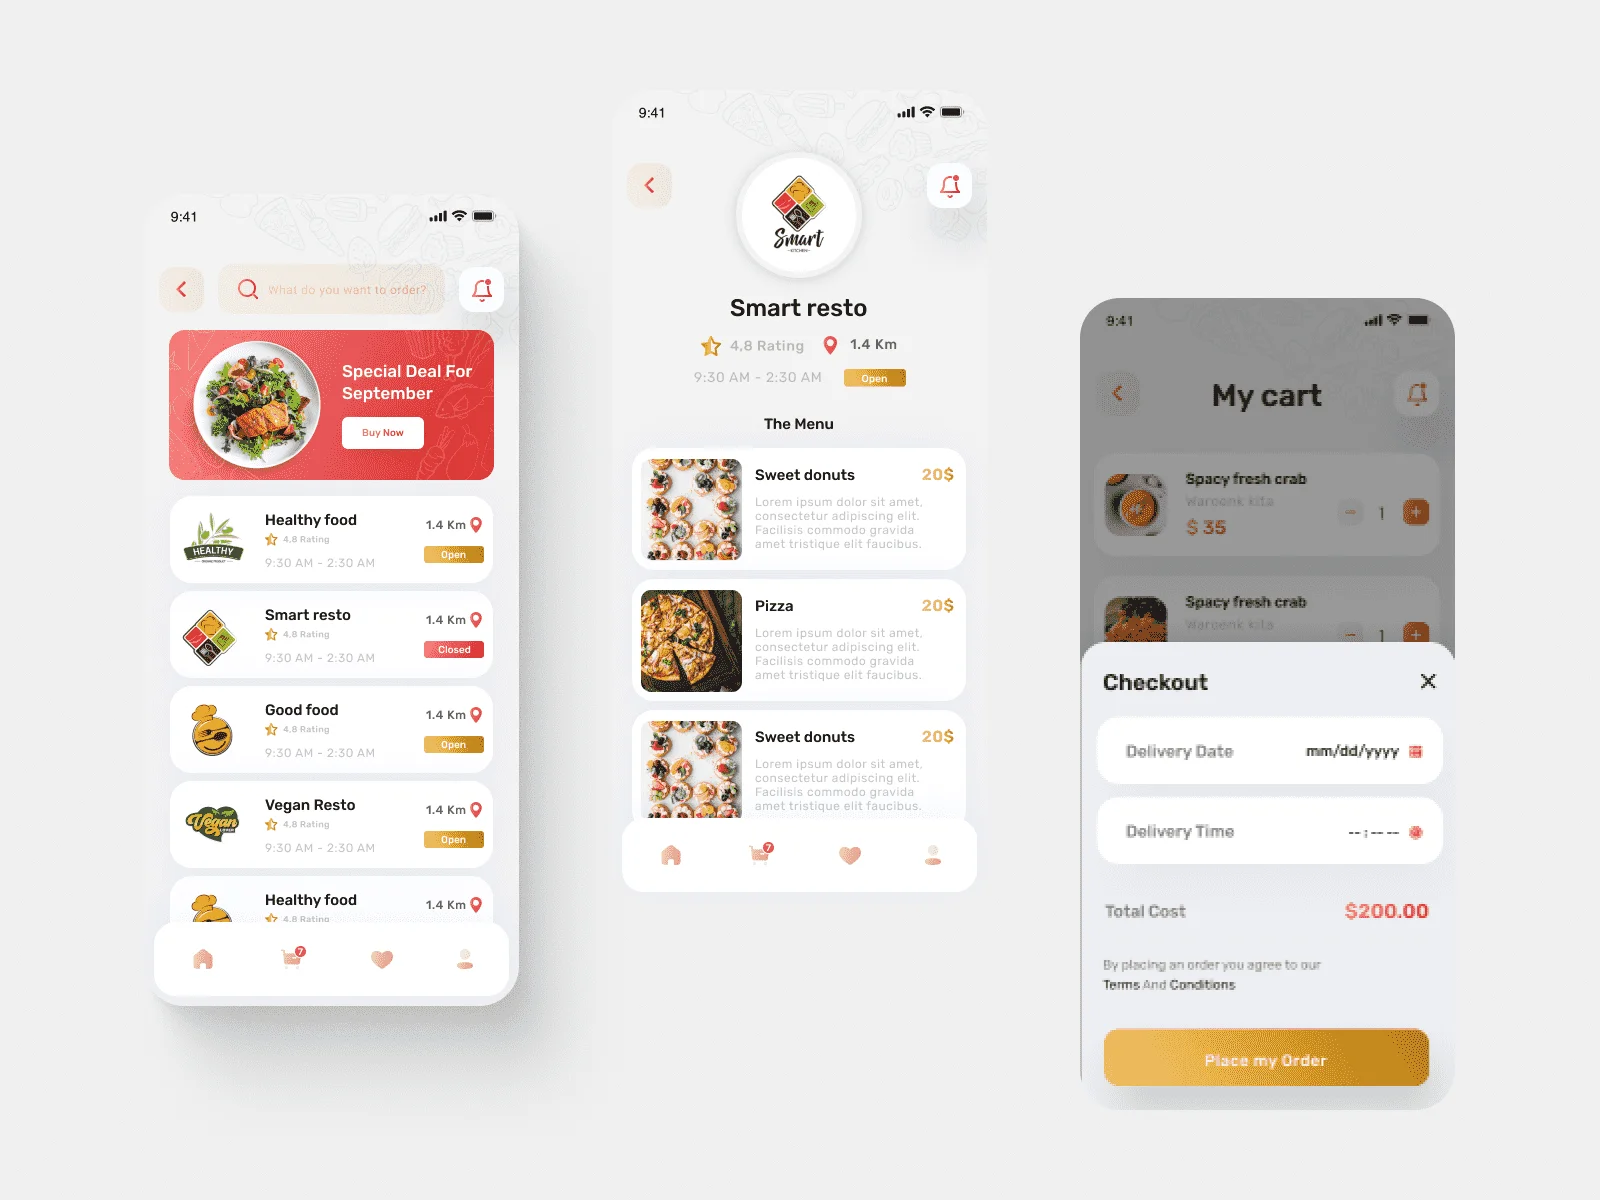 9:41
What do you want to order?
Special Deal For
September
Buy Now
HEALTHY
Healthy food
1.4 Km
4,8 Rating
Open
9:30 AM - 2:30 AM
Smart resto
1.4 Km
4,8 Rating
Closed
9:30 AM - 2:30 AM
Good food
1.4 Km
4,8 Rating
Open
9:30 AM - 2:30 AM
Vegan
Vegan Resto
1.4 Km
4,8 Rating
Open
9:30 AM - 2:30 AM
Healthy food
1.4 Km
4,8 Rating
7
9:41
Smart
KITCHEN
Smart resto
4,8 Rating
1.4 Km
9:30 AM - 2:30 AM
Open
The Menu
Sweet donuts
20$
Lorem ipsum dolor sit amet,
consectetur adipiscing elit.
Facilisis commodo gravida
amet tristique elit faucibus.
Pizza
20$
Lorem ipsum dolor sit amet,
consectetur adipiscing elit.
Facilisis commodo gravida
amet tristique elit faucibus.
Sweet donuts
20$
Lorem ipsum dolor sit amet,
consectetur adipiscing elit.
Facilisis commodo gravida
amet tristique elit faucibus.
7
9:41
My cart
Spacy fresh crab
Waroenk kita
$ 35
- 1 +
Spacy fresh crab
Waroenk kita
- 1 +
Checkout
Delivery Date
mm/dd/yyyy
Delivery Time
--:-- --
Total Cost
$200.00
By placing an order you agree to our
Terms And Conditions
Place my Order